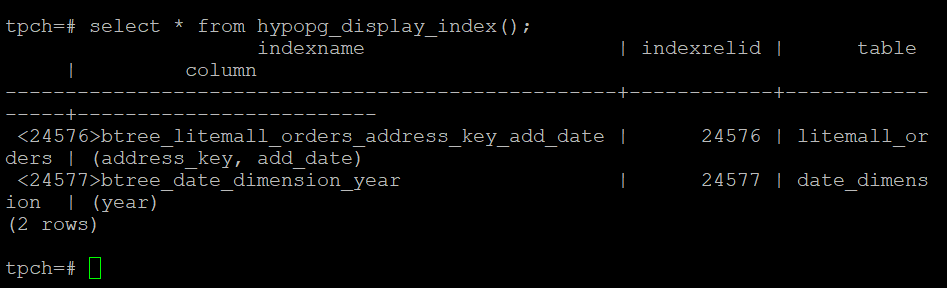 tpch=# select * from hypopg_display_index();
                     indexname                     | indexrelid |      table      
     |         column          
---------------------------------------------------+------------+------------
-----+-------------------------
 <24576>btree_litemall_orders_address_key_add_date |      24576 | litemall_or
ders | (address_key, add_date)
 <24577>btree_date_dimension_year                  |      24577 | date_dimens
ion  | (year)
(2 rows)
tpch=#